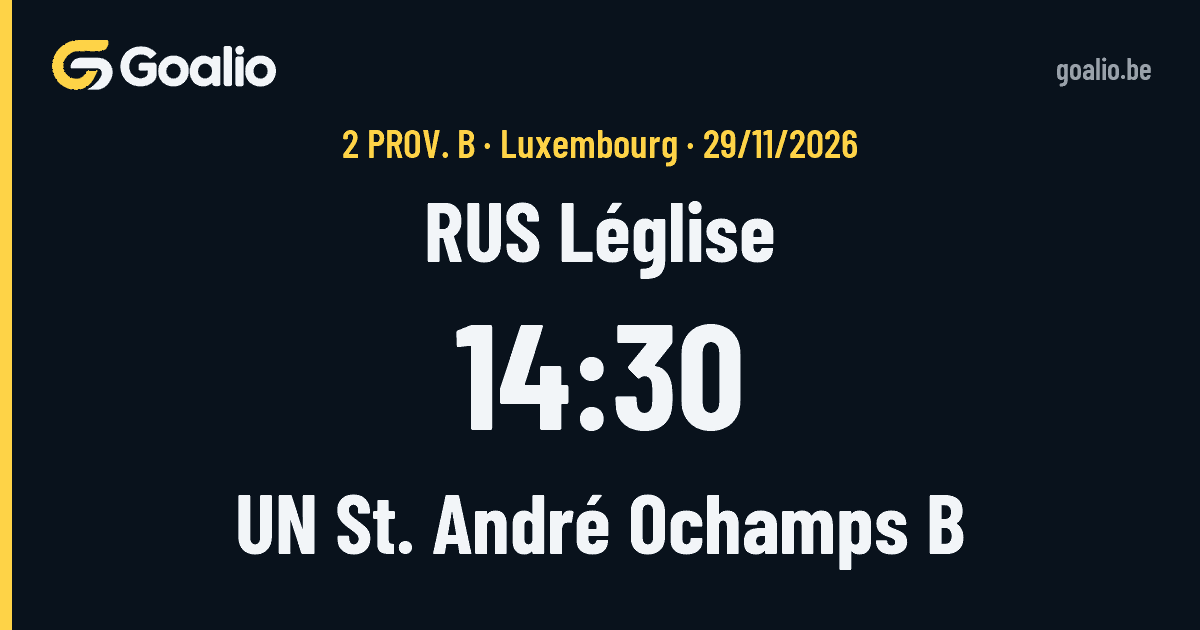 Goalio
goalio.be
2 PROV. B · Luxembourg · 29/11/2026
RUS Léglise
14:30
UN St. André Ochamps B